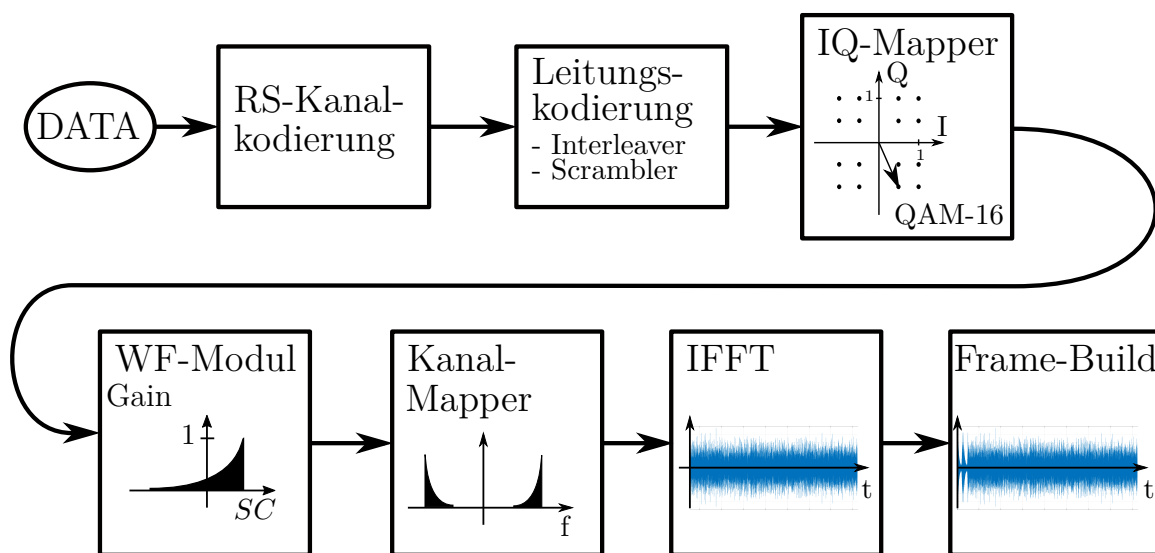 DATA
RS-Kanal-
kodierung
Leitungs-
kodierung
- Interleaver
- Scrambler
IQ-Mapper
Q
1
I
1
QAM-16
WF-Modul
Gain
1
SC
Kanal-
Mapper
f
IFFT
t
Frame-Build
t